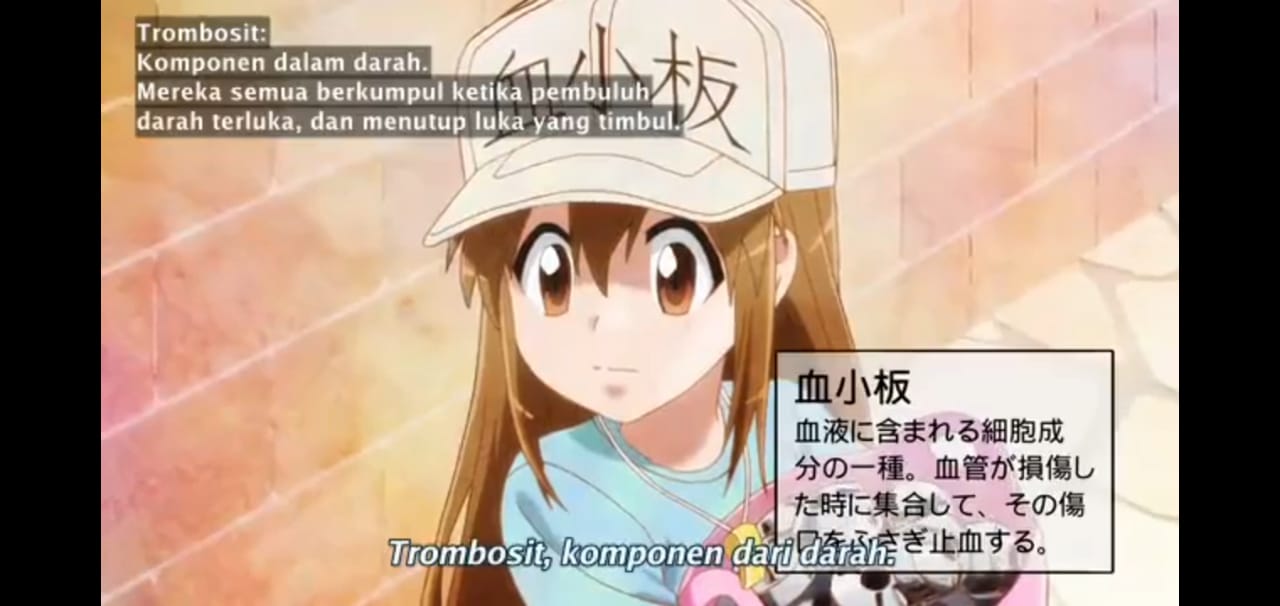 Trombosit:
Komponen dalam darah.
Mereka semua berkumpul ketika pembuluh
darah terluka, dan menutup luka yang timbul.
血小板
血小板
血液に含まれる細胞成
分の一種。血管が損傷し
た時に集合して、その傷
口をふさぎ止血する。
Trombosit, komponen dari darah.